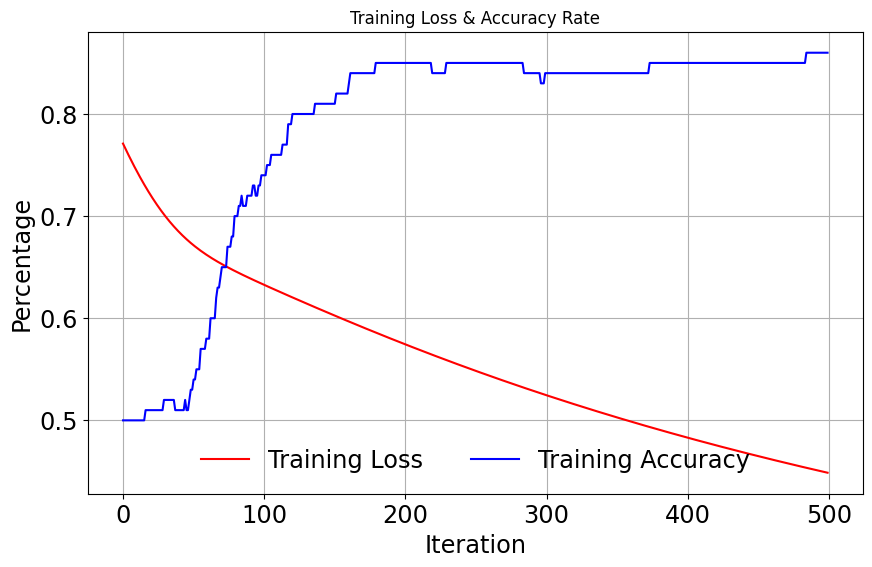 Training Loss & Accuracy Rate
Percentage
0.8
0.7
0.6
0.5
Training Loss Training Accuracy
0 100 200 300 400 500
Iteration